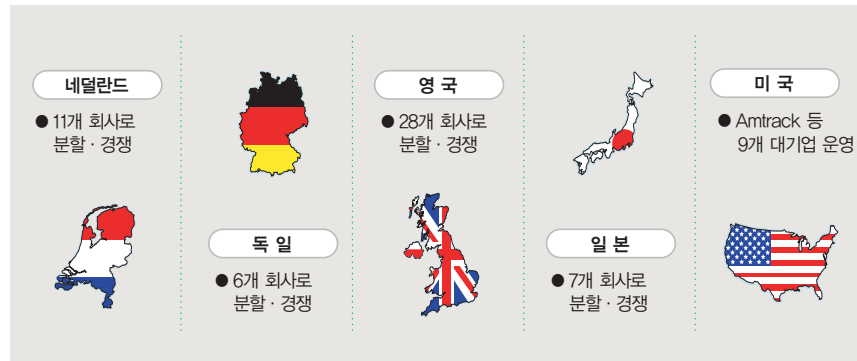 네덜란드
● 11개 회사로
분할 · 경쟁
독 일
● 6개 회사로
분할 · 경쟁
영 국
● 28개 회사로
분할 · 경쟁
일 본
● 7개 회사로
분할 · 경쟁
미 국
● Amtrack 등
9개 대기업 운영